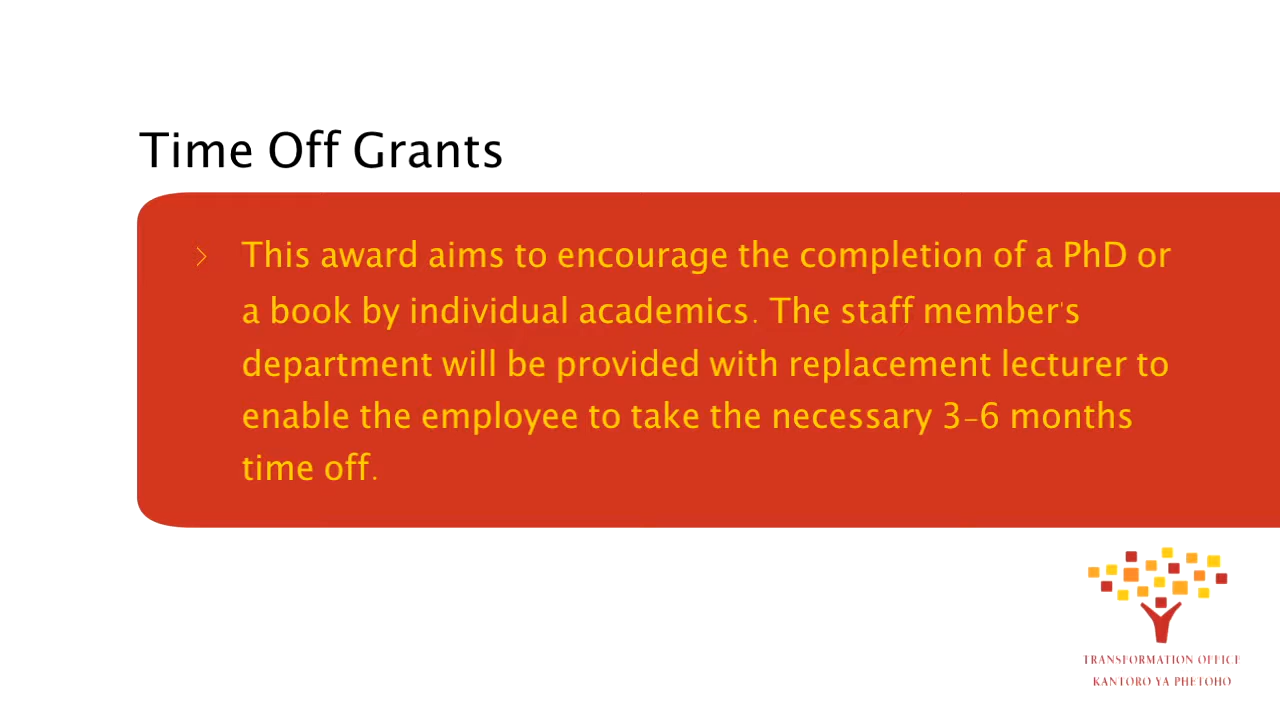 Time Off Grants
This award aims to encourage the completion of a PhD or
a book by individual academics. The staff member's
department will be provided with replacement lecturer to
enable the employee to take the necessary 3–6 months
time off.
TRANSFORMATION OFFICE
KANTORO YA PHETOHO